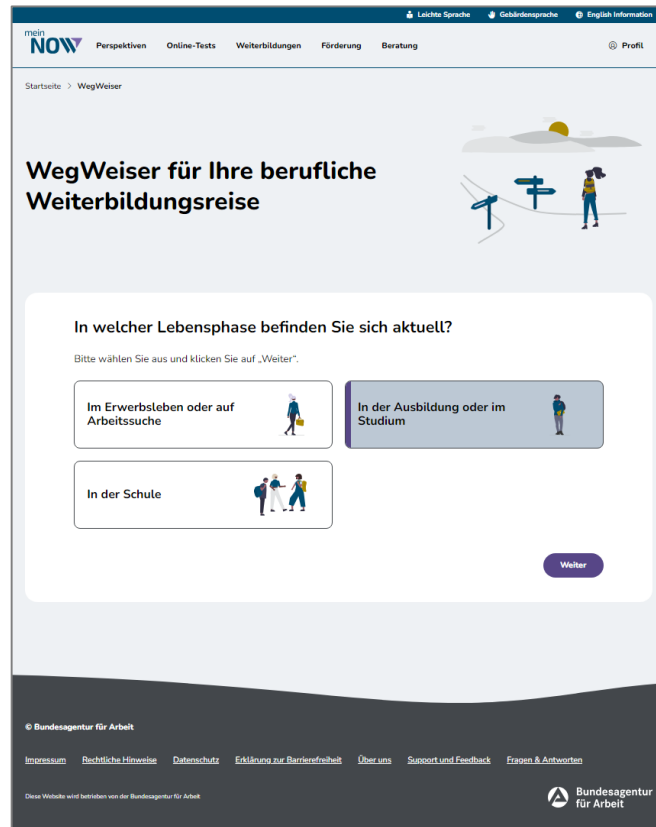 Leichte Sprache Gebärdensprache English Information
mein
NOW Perspektiven Online-Tests Weiterbildungen Förderung Beratung Profil
Startseite > WegWeiser
WegWeiser für Ihre berufliche
Weiterbildungsreise
In welcher Lebensphase befinden Sie sich aktuell?
Bitte wählen Sie aus und klicken Sie auf „Weiter“.
Im Erwerbsleben oder auf
Arbeitssuche
In der Ausbildung oder im
Studium
In der Schule
Weiter
© Bundesagentur für Arbeit
Impressum Rechtliche Hinweise Datenschutz Erklärung zur Barrierefreiheit Über uns Support und Feedback Fragen & Antworten
Diese Website wird betrieben von der Bundesagentur für Arbeit
Bundesagentur
für Arbeit